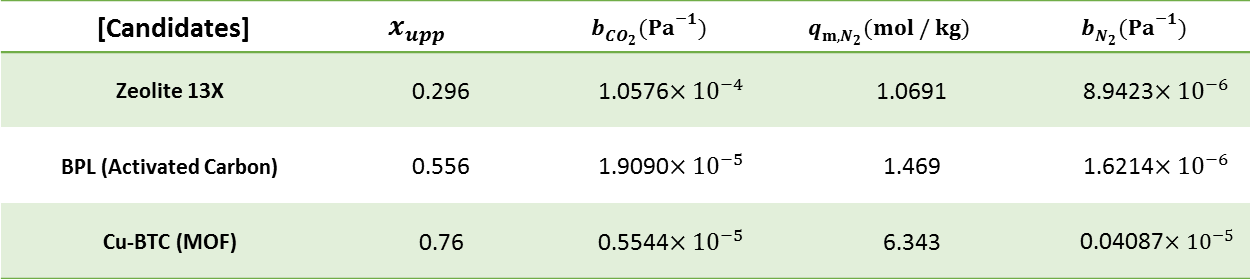 [Candidates] x_upp b_CO₂(Pa⁻¹) q_m,N₂(mol / kg) b_N₂(Pa⁻¹)
Zeolite 13X 0.296 1.0576× 10⁻⁴ 1.0691 8.9423× 10⁻⁶
BPL (Activated Carbon) 0.556 1.9090× 10⁻⁵ 1.469 1.6214× 10⁻⁶
Cu-BTC (MOF) 0.76 0.5544× 10⁻⁵ 6.343 0.04087× 10⁻⁵